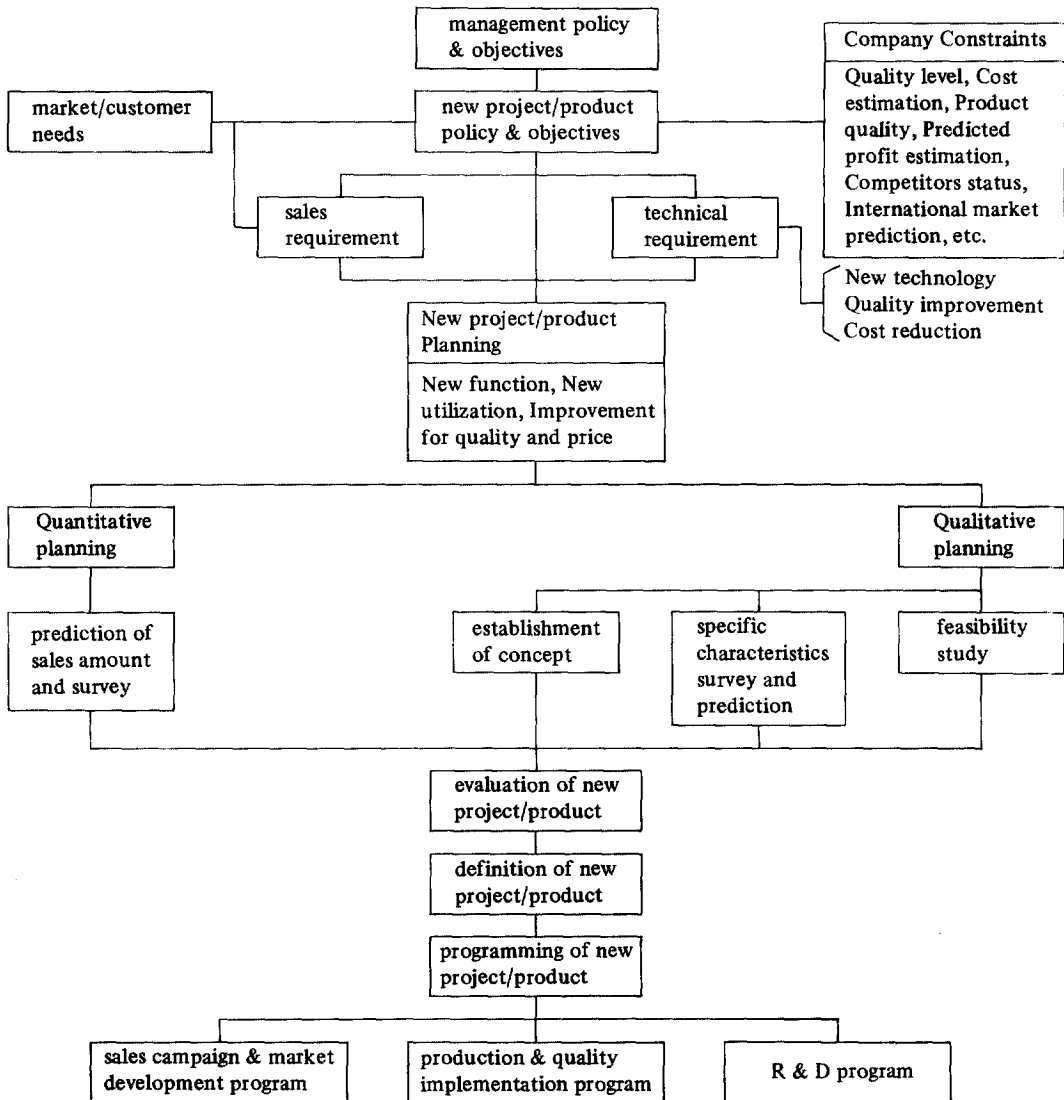 management policy
& objectives
Company Constraints
Quality level, Cost
estimation, Product
quality, Predicted
profit estimation,
Competitors status,
International market
prediction, etc.
market/customer
needs
new project/product
policy & objectives
sales
requirement
technical
requirement
New technology
Quality improvement
Cost reduction
New project/product
Planning
New function, New
utilization, Improvement
for quality and price
Quantitative
planning
Qualitative
planning
prediction of
sales amount
and survey
establishment
of concept
specific
characteristics
survey and
prediction
feasibility
study
evaluation of new
project/product
definition of new
project/product
programming of new
project/product
sales campaign & market
development program
production & quality
implementation program
R & D program